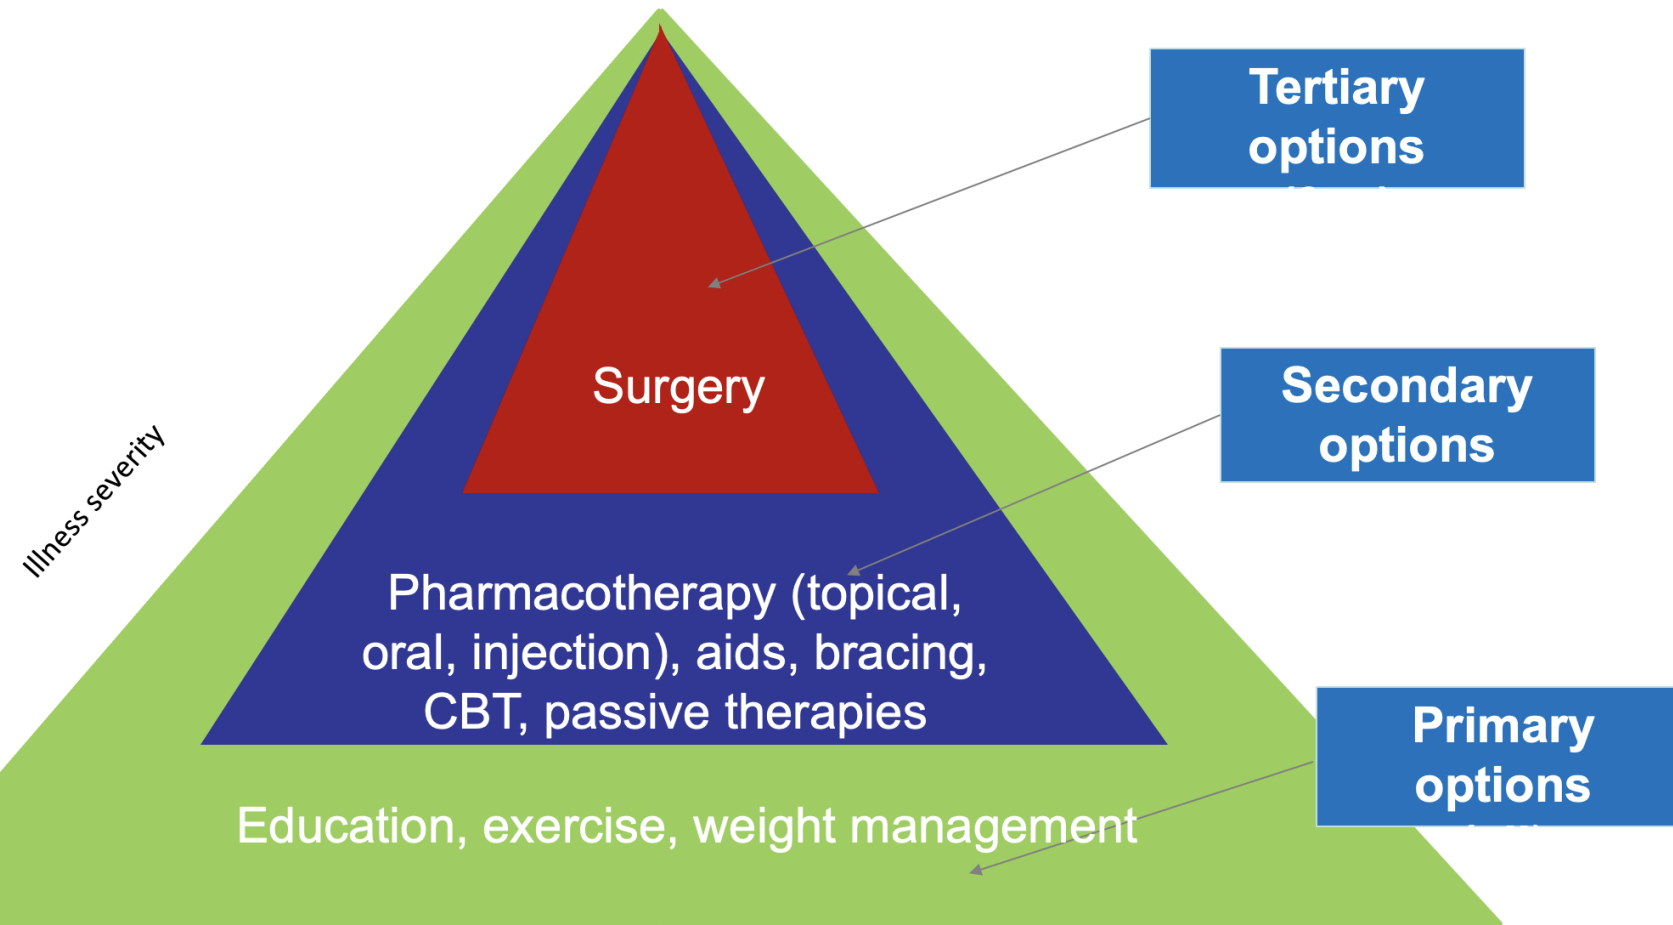 Tertiary
options
Surgery
Secondary
options
Illness severity
Pharmacotherapy (topical,
oral, injection), aids, bracing,
CBT, passive therapies
Primary
options
Education, exercise, weight management